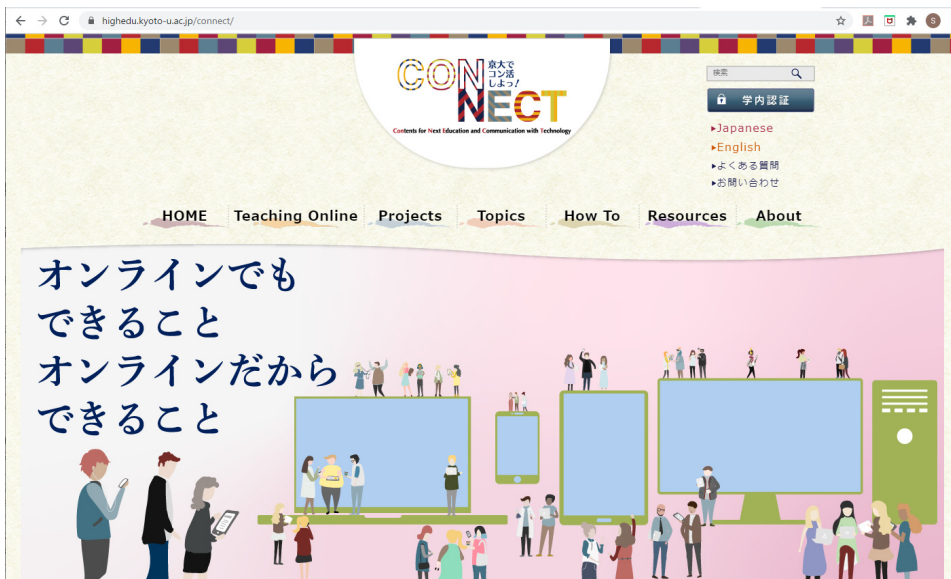 highedu.kyoto-u.ac.jp/connect/
S
CONNECT
京大で
コン活
しよっ!
Contents for Next Education and Communication with Technology
検索
学内認証
▸Japanese
▸English
▸よくある質問
▸お問い合わせ
HOME Teaching Online Projects Topics How To Resources About
オンラインでも
できること
オンラインだから
できること